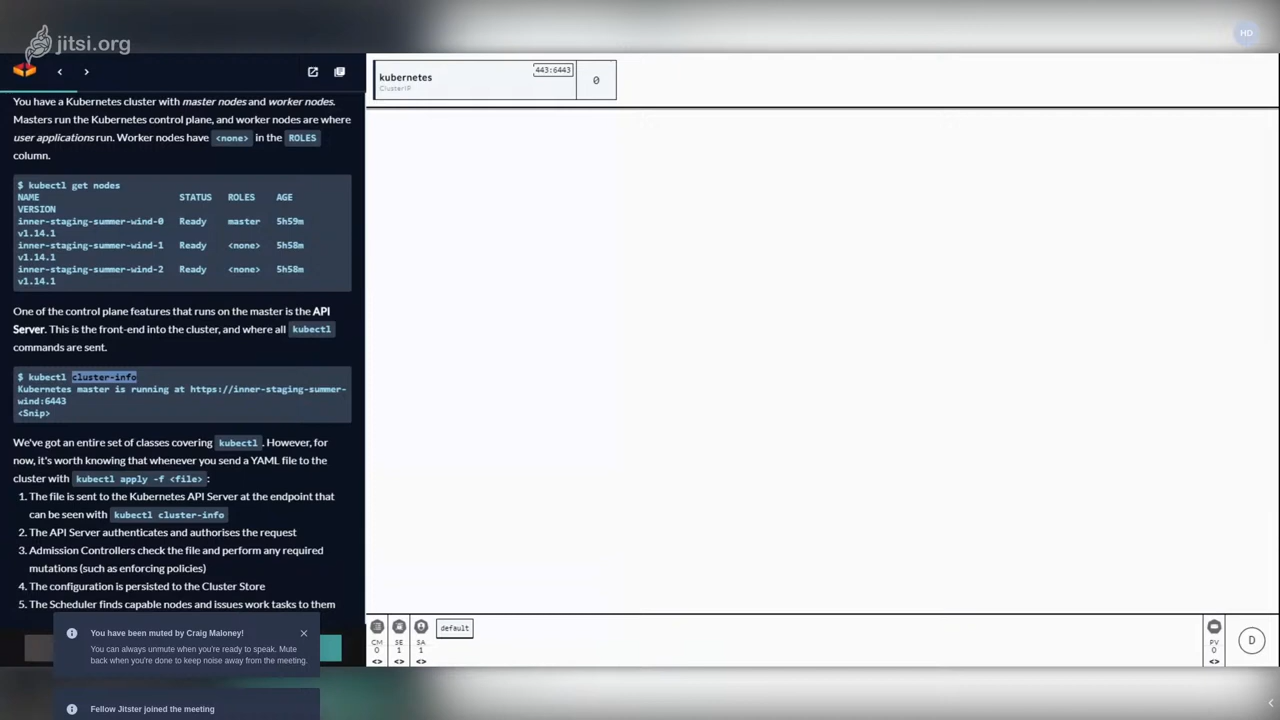 jitsi.org
HD
You have a Kubernetes cluster with master nodes and worker nodes.
Masters run the Kubernetes control plane, and worker nodes are where
user applications run. Worker nodes have <none> in the ROLES
column.
$ kubectl get nodes
NAME STATUS ROLES AGE
VERSION
inner-staging-summer-wind-0 Ready master 5h59m
v1.14.1
inner-staging-summer-wind-1 Ready <none> 5h58m
v1.14.1
inner-staging-summer-wind-2 Ready <none> 5h58m
v1.14.1
One of the control plane features that runs on the master is the API
Server. This is the front-end into the cluster, and where all kubectl
commands are sent.
$ kubectl cluster-info
Kubernetes master is running at https://inner-staging-summer-
wind:6443
<Snip>
We've got an entire set of classes covering kubectl. However, for
now, it's worth knowing that whenever you send a YAML file to the
cluster with kubectl apply -f <file>:
1. The file is sent to the Kubernetes API Server at the endpoint that
can be seen with kubectl cluster-info
2. The API Server authenticates and authorises the request
3. Admission Controllers check the file and perform any required
mutations (such as enforcing policies)
4. The configuration is persisted to the Cluster Store
5. The Scheduler finds capable nodes and issues work tasks to them
You have been muted by Craig Maloney!
You can always unmute when you're ready to speak. Mute
back when you're done to keep noise away from the meeting.
Fellow Jitster joined the meeting
kubernetes
ClusterIP
443:6443
0
CM
0
<>
SE
1
<>
SA
1
<>
default
PV
0
<>
D